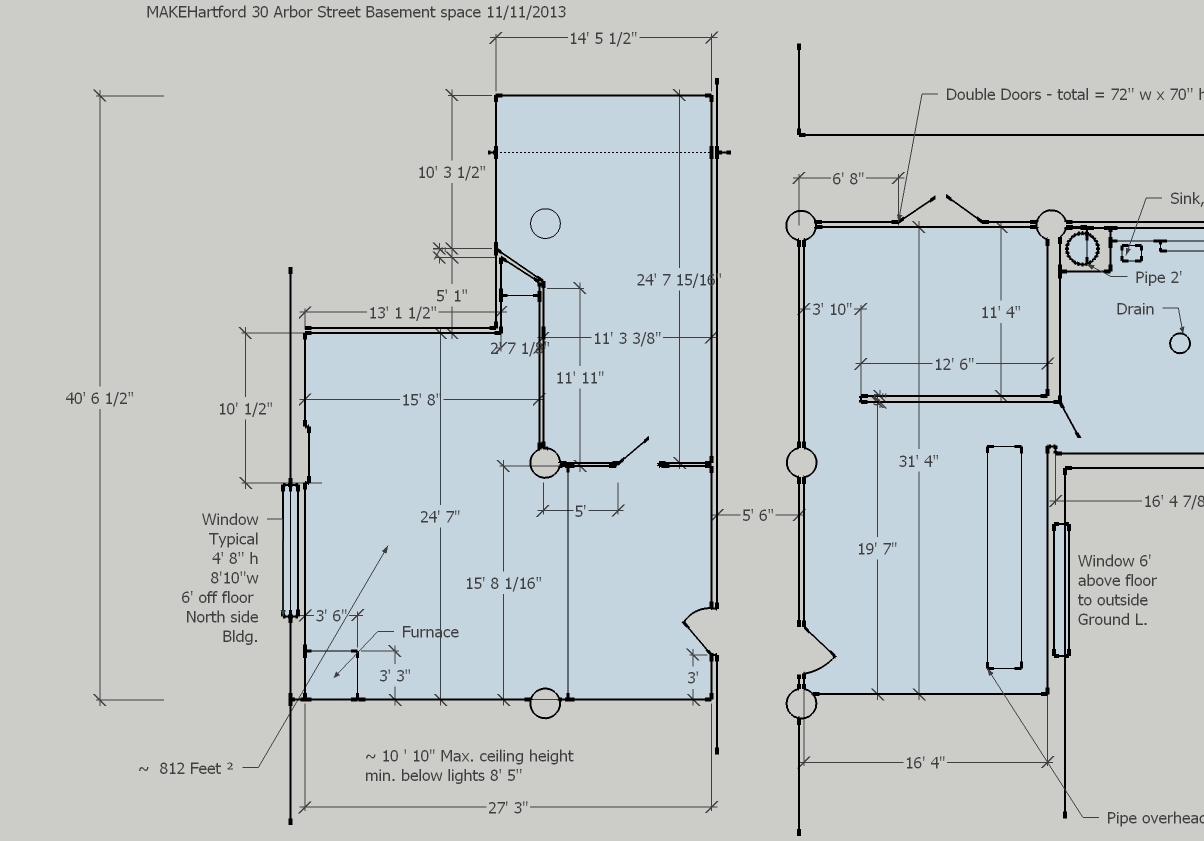 MAKEHartford 30 Arbor Street Basement space 11/11/2013
14' 5 1/2"
Double Doors - total = 72" w x 70" h
10' 3 1/2"
6' 8"
Sink,
Pipe 2'
24' 7 15/16"
5' 1"
13' 1 1/2"
3' 10"
11' 4"
Drain
2' 7 1/8"
11' 3 3/8"
12' 6"
11' 11"
40' 6 1/2"
15' 8"
10' 1/2"
31' 4"
16' 4 7/8
5'
5' 6"
24' 7"
Window
Typical
4' 8" h
8'10"w
6' off floor
North side
Bldg.
19' 7"
Window 6'
above floor
to outside
Ground L.
15' 8 1/16"
3' 6"
Furnace
3' 3"
3'
~ 812 Feet ²
~ 10 ' 10" Max. ceiling height
min. below lights 8' 5"
16' 4"
27' 3"
Pipe overhead